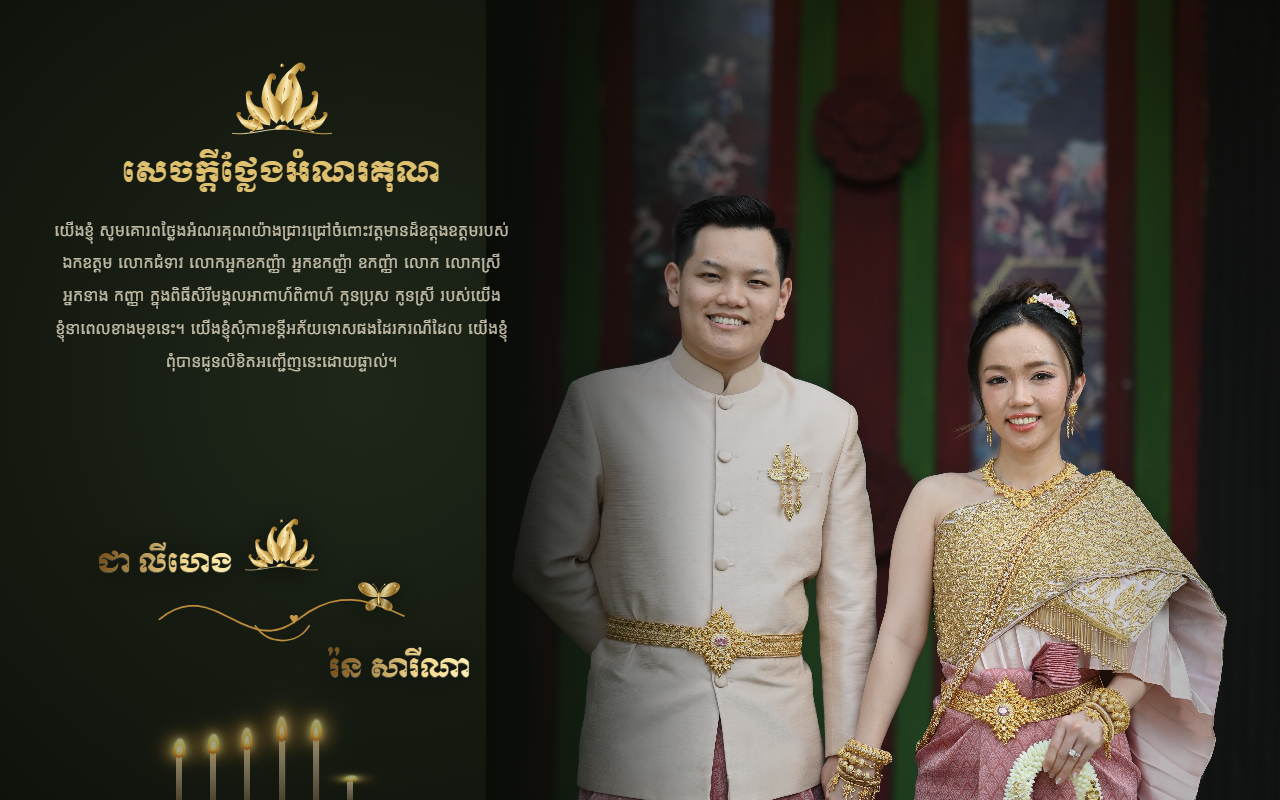 សេចក្តីថ្លែងអំណរគុណ
យើងខ្ញុំ សូមគោរពថ្លែងអំណរគុណយ៉ាងជ្រាវជ្រៅចំពោះវត្តមានដ៏ឧត្តុងឧត្តមរបស់
ឯកឧត្តម លោកជំទាវ លោកអ្នកឧកញ៉ា អ្នកឧកញ៉ា ឧកញ៉ា លោក លោកស្រី
អ្នកនាង កញ្ញា ក្នុងពិធីសិរីមង្គលអាពាហ៍ពិពាហ៍ កូនប្រុស កូនស្រី របស់យើង
ខ្ញុំនាពេលខាងមុខនេះ។ យើងខ្ញុំសុំការខន្តីអភ័យទោសផងដែរករណីដែល យើងខ្ញុំ
ពុំបានជូនលិខិតអញ្ជើញនេះដោយផ្ទាល់។
ជា លីហេង
រ៉ន សារីណា